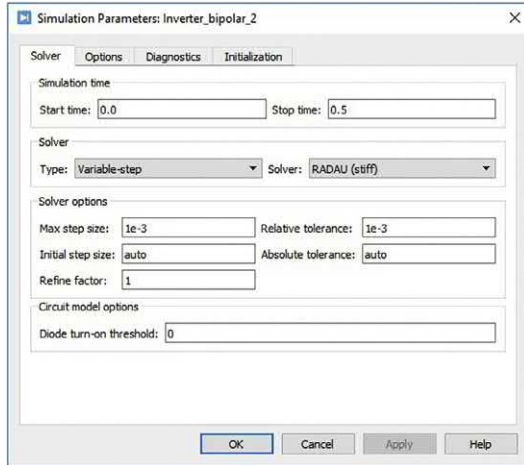 Simulation Parameters: Inverter_bipolar_2
Solver Options Diagnostics Initialization
Simulation time
Start time: 0.0 Stop time: 0.5
Solver
Type: Variable-step Solver: RADAU (stiff)
Solver options
Max step size: 1e-3 Relative tolerance: 1e-3
Initial step size: auto Absolute tolerance: auto
Refine factor: 1
Circuit model options
Diode turn-on threshold: 0
OK Cancel Apply Help